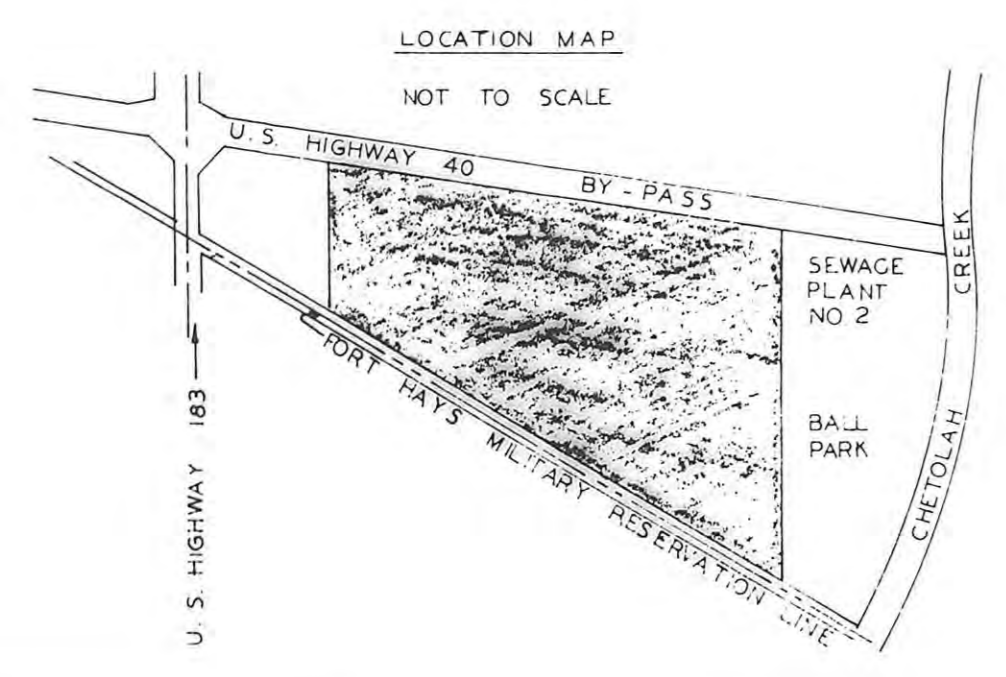 LOCATION MAP
NOT TO SCALE
U.S. HIGHWAY 40 BY-PASS
SEWAGE
PLANT
NO. 2
BALL
PARK
CHETOLAH CREEK
FORT HAYS MILITARY RESERVATION LINE
U.S. HIGHWAY 183